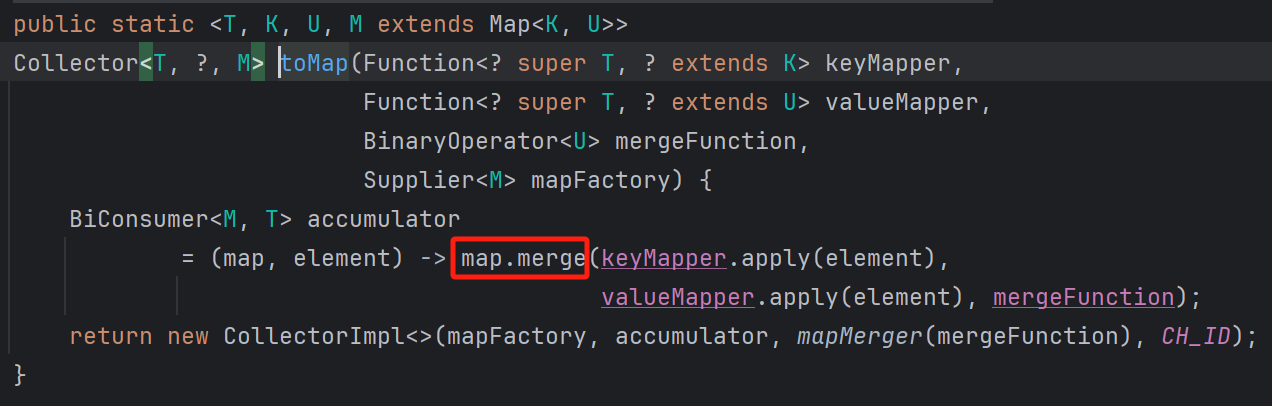 public static <T, K, U, M extends Map<K, U>>
Collector<T, ?, M> toMap(Function<? super T, ? extends K> keyMapper,
Function<? super T, ? extends U> valueMapper,
BinaryOperator<U> mergeFunction,
Supplier<M> mapFactory) {
BiConsumer<M, T> accumulator
= (map, element) -> map.merge(keyMapper.apply(element),
valueMapper.apply(element), mergeFunction);
return new CollectorImpl<>(mapFactory, accumulator, mapMerger(mergeFunction), CH_ID);
}